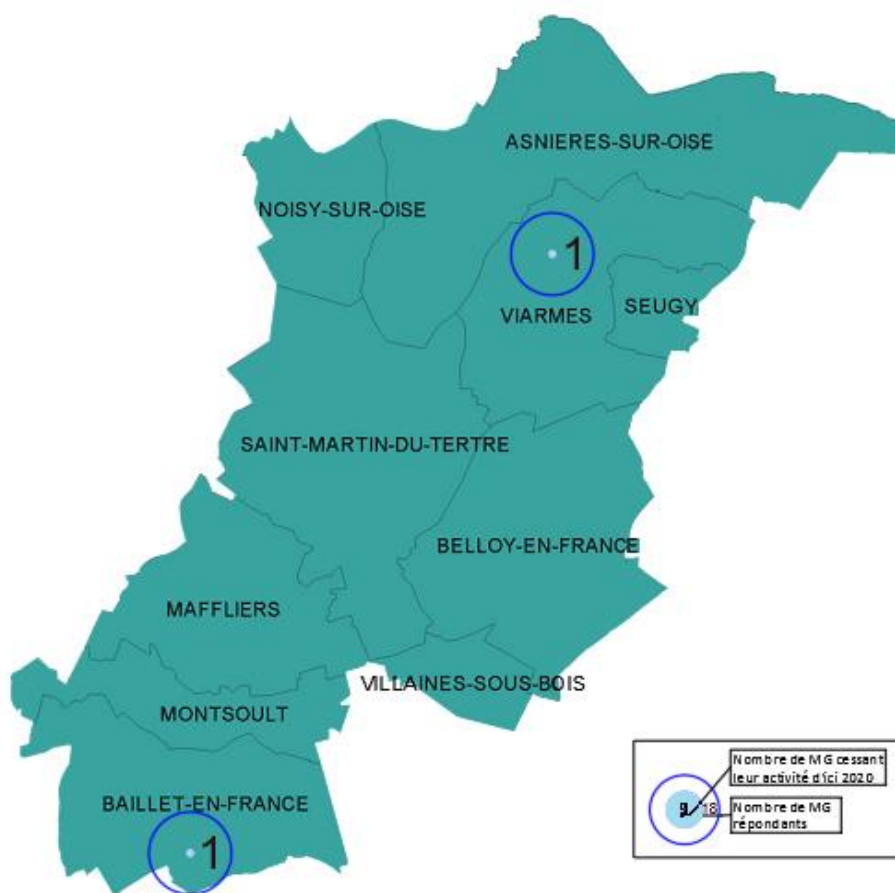 ASNIERES-SUR-OISE
NOISY-SUR-OISE
1
SEUGY
VIARMES
SAINT-MARTIN-DU-TERTRE
BELLOY-EN-FRANCE
MAFFLIERS
VILLAINES-SOUS-BOIS
MONTSOULT
BAILLET-EN-FRANCE
1
Nombre de MG cessant
leur activité d'ici 2020
18
Nombre de MG
répondants